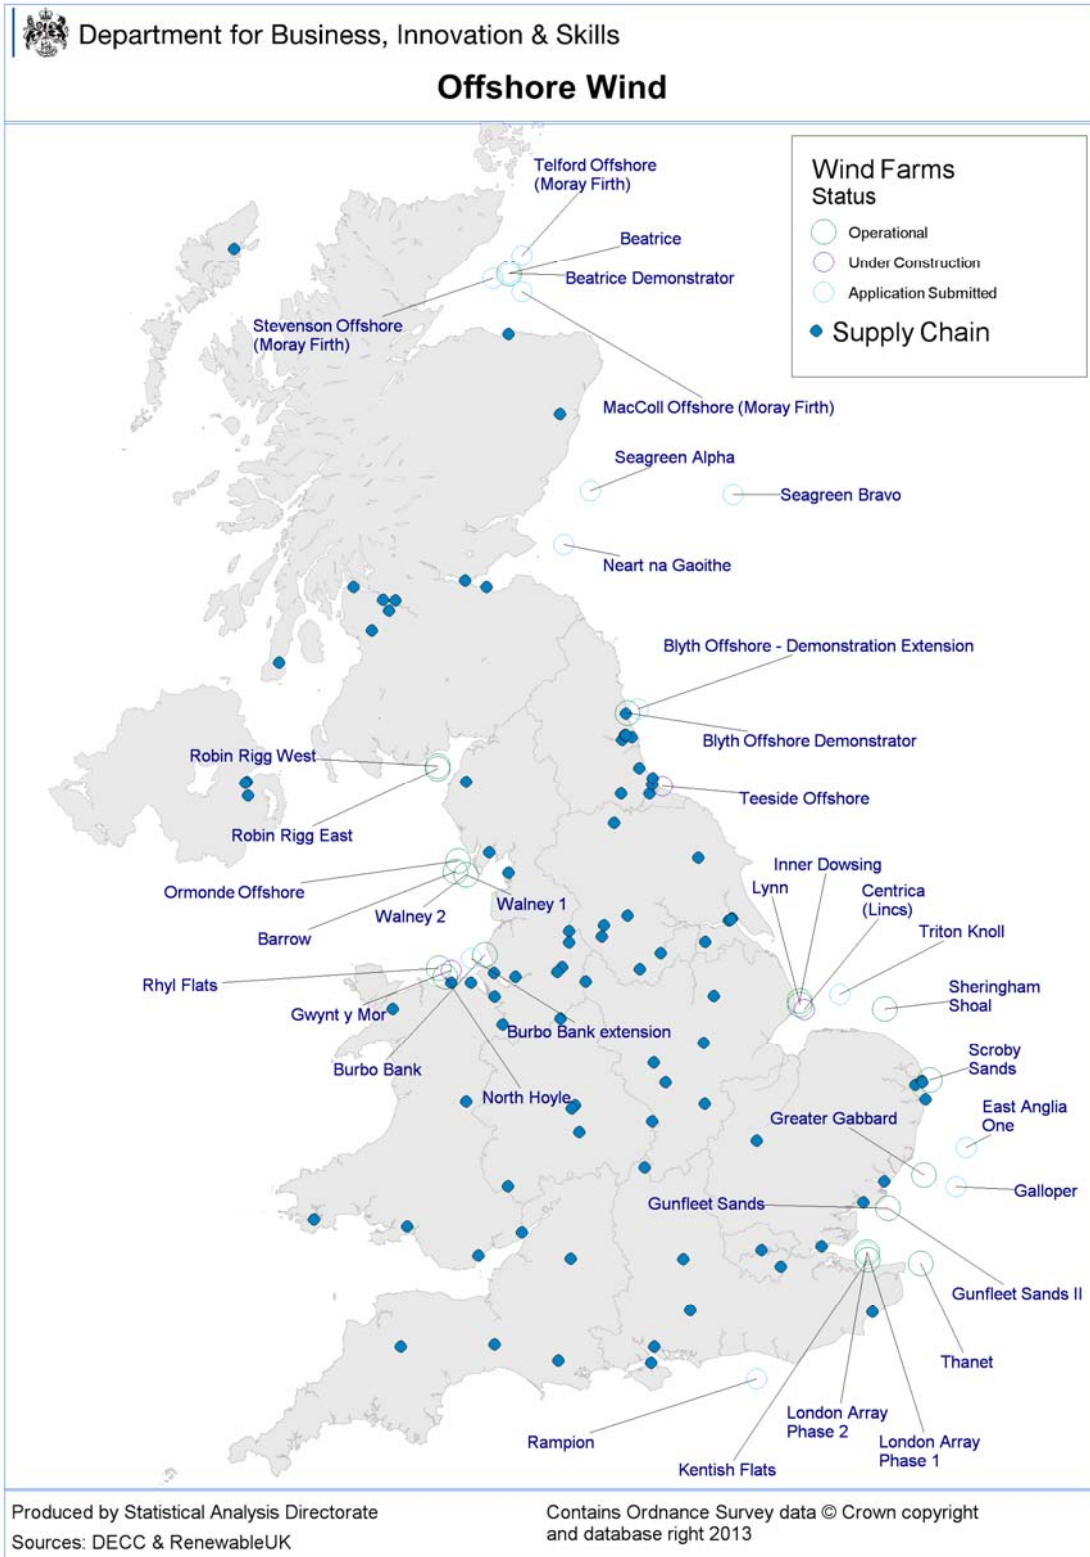 Department for Business, Innovation & Skills
Offshore Wind
Wind Farms
Status
Operational
Under Construction
Application Submitted
Supply Chain
Telford Offshore
(Moray Firth)
Beatrice
Beatrice Demonstrator
Stevenson Offshore
(Moray Firth)
MacColl Offshore (Moray Firth)
Seagreen Alpha
Seagreen Bravo
Neart na Gaoithe
Blyth Offshore - Demonstration Extension
Blyth Offshore Demonstrator
Robin Rigg West
Teeside Offshore
Robin Rigg East
Inner Dowsing
Lynn
Centrica
(Lincs)
Ormonde Offshore
Walney 1
Walney 2
Triton Knoll
Barrow
Rhyl Flats
Sheringham
Shoal
Gwynt y Mor
Burbo Bank extension
Scroby
Sands
Burbo Bank
North Hoyle
East Anglia
One
Greater Gabbard
Galloper
Gunfleet Sands
Gunfleet Sands II
Thanet
London Array
Phase 2
London Array
Phase 1
Rampion
Kentish Flats
Produced by Statistical Analysis Directorate
Sources: DECC & RenewableUK
Contains Ordnance Survey data © Crown copyright
and database right 2013